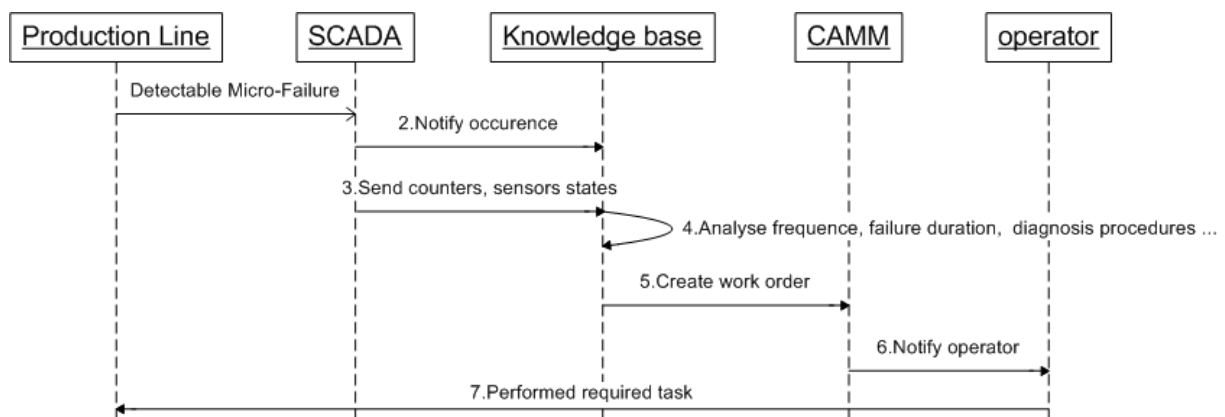 Production Line
SCADA
Knowledge base
CAMM
operator
Detectable Micro-Failure
2.Notify occurence
3.Send counters, sensors states
4.Analyse frequence, failure duration, diagnosis procedures ...
5.Create work order
6.Notify operator
7.Performed required task